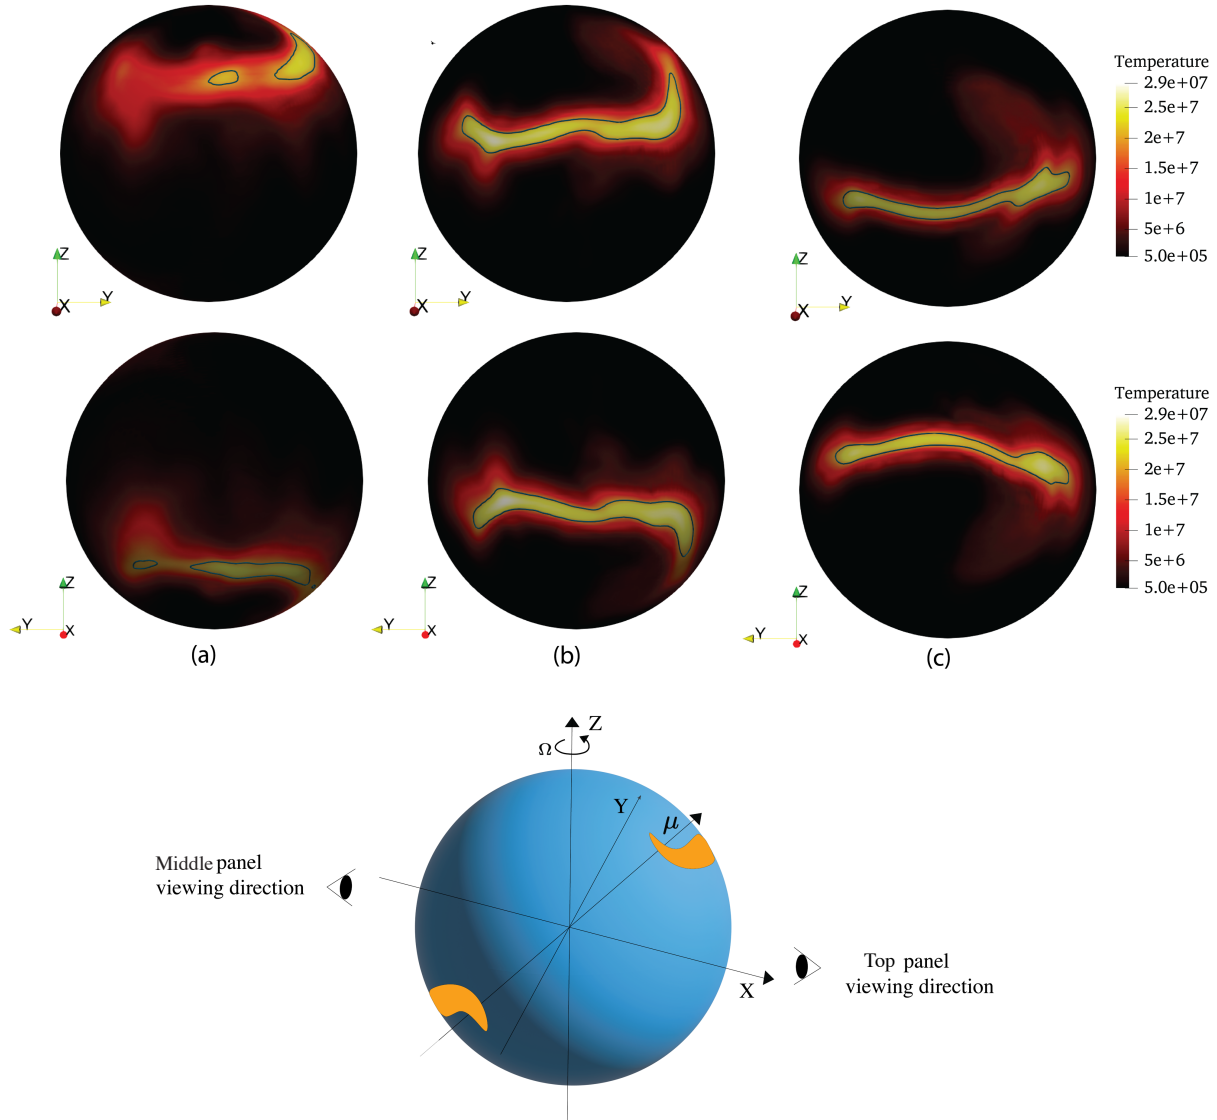 Temperature
2.9e+07
2.5e+7
2e+7
1.5e+7
1e+7
5e+6
5.0e+05
Z
X
Y
Z
X
Y
Z
X
Y
Temperature
2.9e+07
2.5e+7
2e+7
1.5e+7
1e+7
5e+6
5.0e+05
Z
Y
X
Z
Y
X
Z
Y
X
(a)
(b)
(c)
Z
Ω
Y
μ
Middle panel
viewing direction
Top panel
viewing direction
X